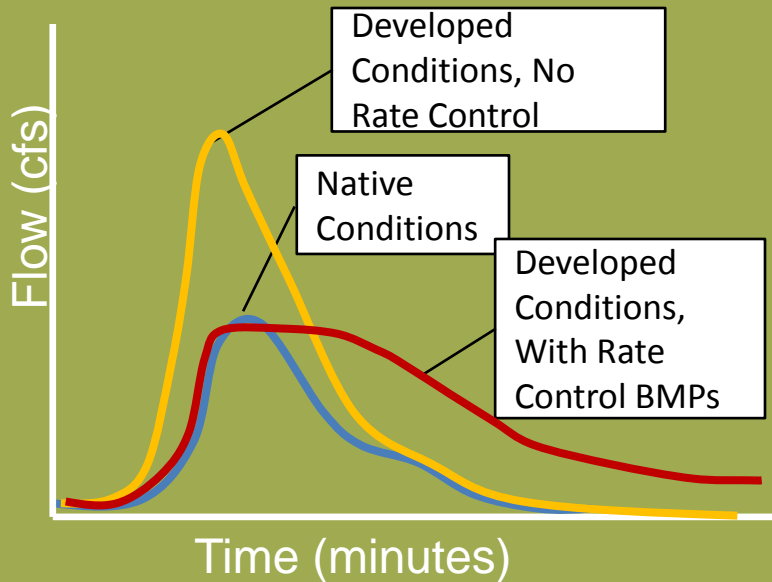 Developed
Conditions, No
Rate Control
Native
Conditions
Developed
Conditions,
With Rate
Control BMPs
Flow (cfs)
Time (minutes)